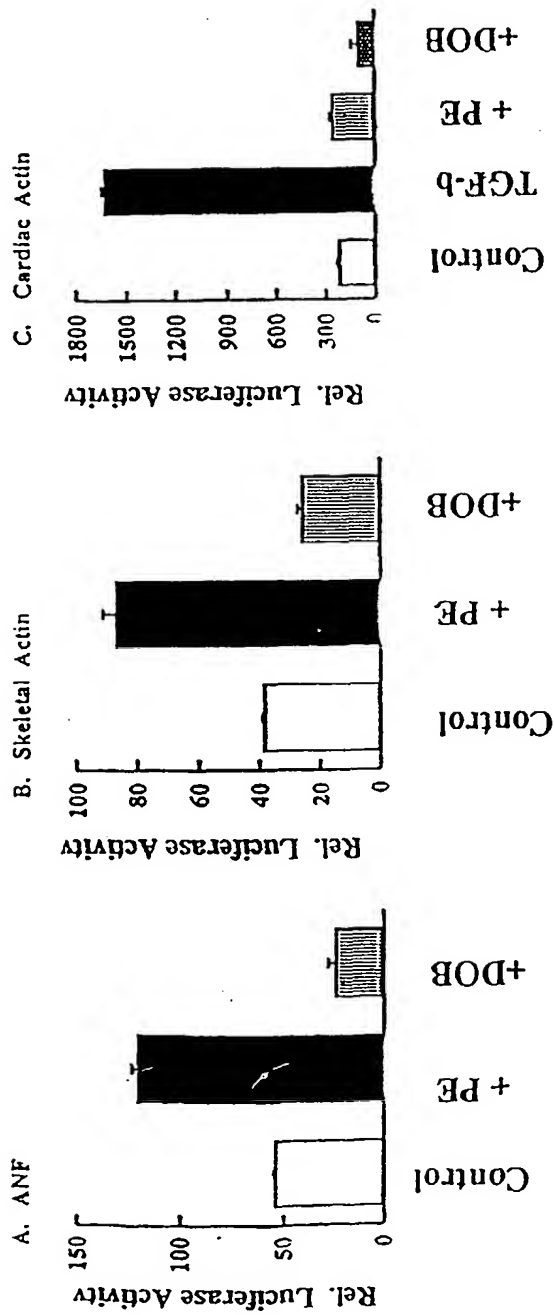 A. ANF
Rel. Luciferase Activity
150
100
50
0
Control
+ PE
+DOB
B. Skeletal Actin
Rel. Luciferase Activity
100
80
60
40
20
0
Control
+ PE
+DOB
C. Cardiac Actin
Rel. Luciferase Activity
1800
1500
1200
900
600
300
0
Control
TGF-b
+ PE
+DOB